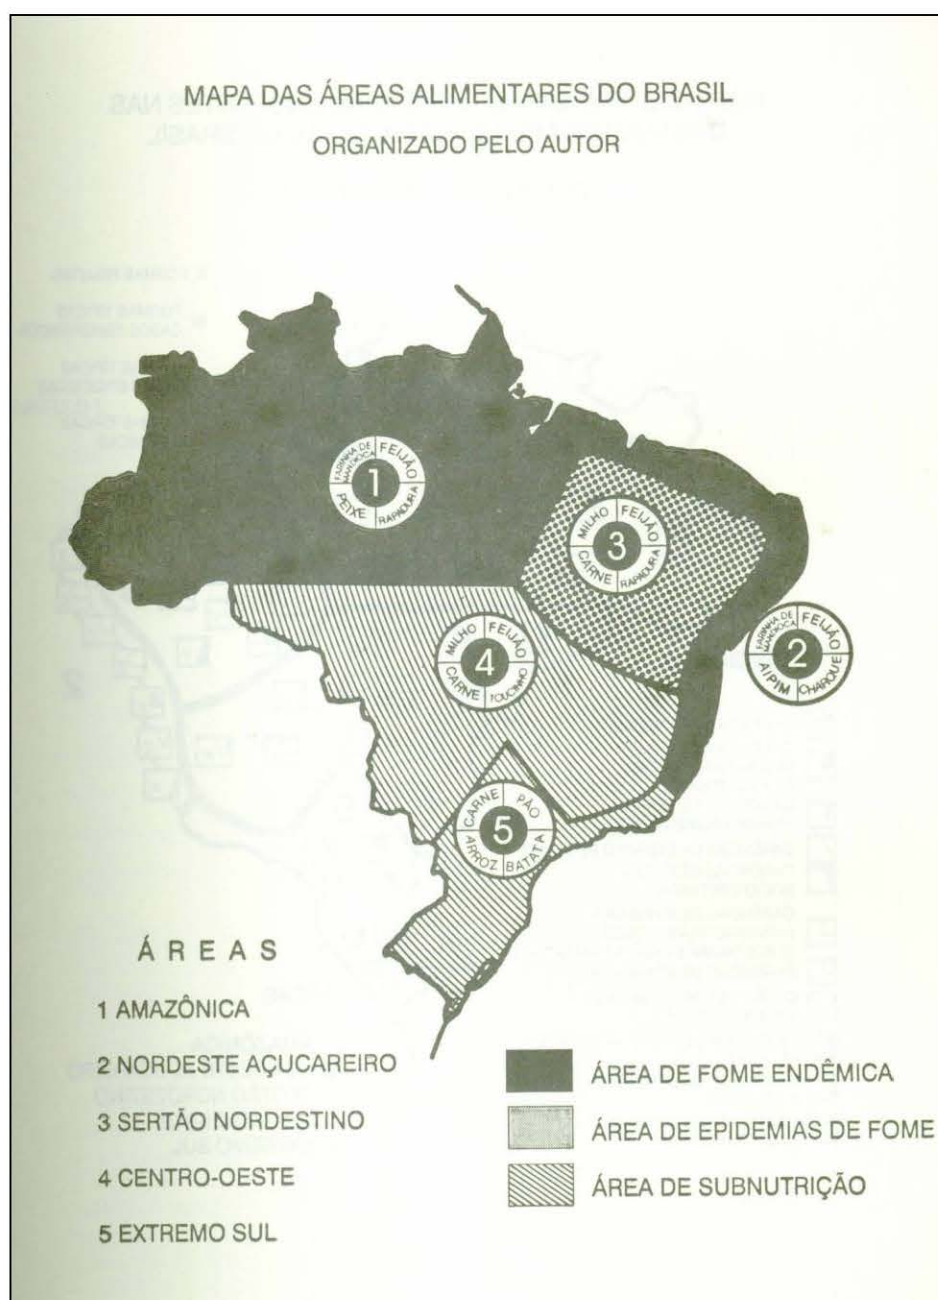 MAPA DAS ÁREAS ALIMENTARES DO BRASIL
ORGANIZADO PELO AUTOR
FARINHA DE MANDIOCA
FEIJÃO
1
PEIXE
RAPADURA
MILHO
FEIJÃO
3
CARNE
RAPADURA
FARINHA DE MANDIOCA
FEIJÃO
2
AIPIM
CHARQUE
MILHO
FEIJÃO
4
CARNE
TOUCINHO
CARNE
PÃO
5
ARROZ
BATATA
ÁREAS
1 AMAZÔNICA
2 NORDESTE AÇUCAREIRO
3 SERTÃO NORDESTINO
4 CENTRO-OESTE
5 EXTREMO SUL
ÁREA DE FOME ENDÊMICA
ÁREA DE EPIDEMIAS DE FOME
ÁREA DE SUBNUTRIÇÃO